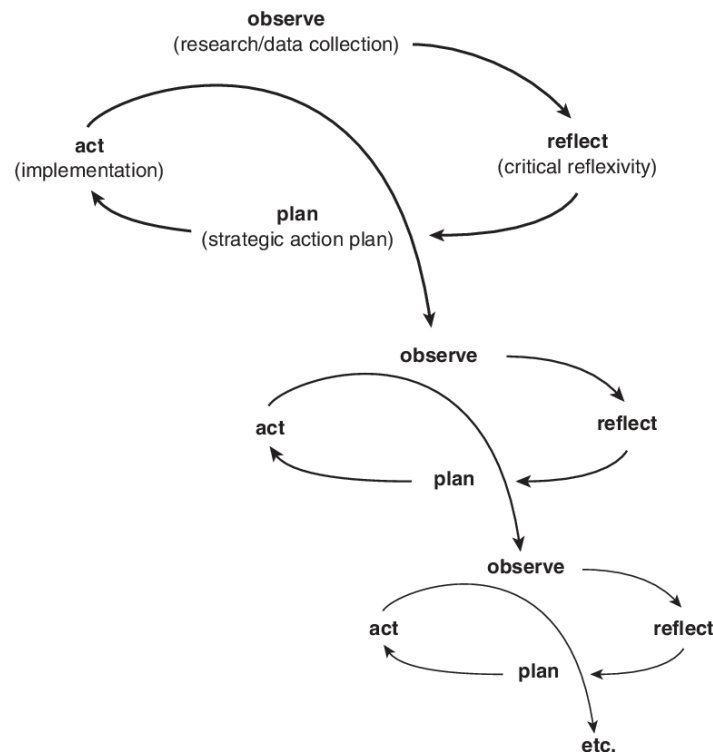 observe
(research/data collection)
reflect
(critical reflexivity)
act
(implementation)
plan
(strategic action plan)
observe
reflect
act
plan
observe
reflect
act
plan
etc.